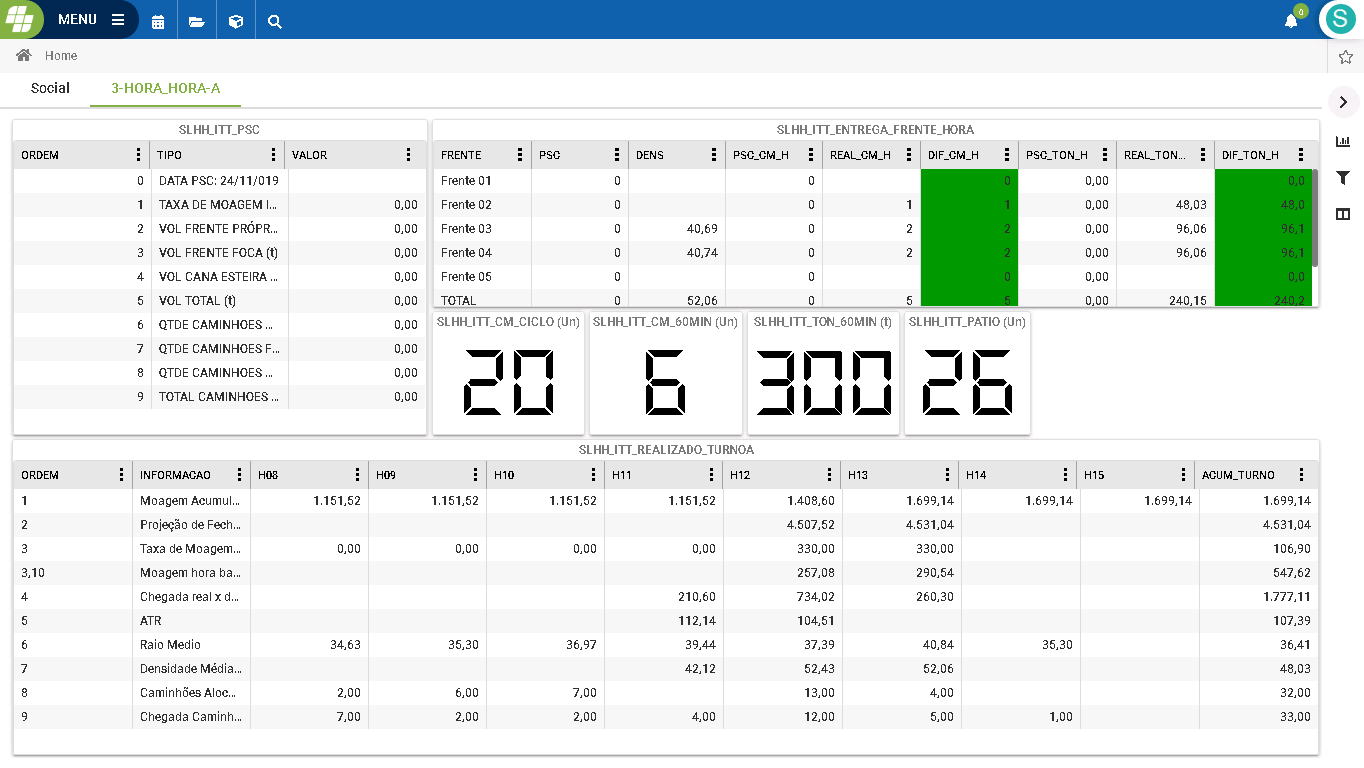 MENU
0
S
Home
Social 3-HORA_HORA-A
SLHH_ITT_PSC
ORDEM TIPO VALOR
0 DATA PSC: 24/11/019
1 TAXA DE MOAGEM I... 0,00
2 VOL FRENTE PRÓPR... 0,00
3 VOL FRENTE FOCA (t) 0,00
4 VOL CANA ESTEIRA ... 0,00
5 VOL TOTAL (t) 0,00
6 QTDE CAMINHOES ... 0,00
7 QTDE CAMINHOES F... 0,00
8 QTDE CAMINHOES ... 0,00
9 TOTAL CAMINHOES ... 0,00
SLHH_ITT_ENTREGA_FRENTE_HORA
FRENTE PSC DENS PSC_CM_H REAL_CM_H DIF_CM_H PSC_TON_H REAL_TON... DIF_TON_H
Frente 01 0 0 0 0,00 0,0
Frente 02 0 0 1 1 0,00 48,03 48,0
Frente 03 0 40,69 0 2 2 0,00 96,06 96,1
Frente 04 0 40,74 0 2 2 0,00 96,06 96,1
Frente 05 0 0 0 0,00 0,0
TOTAL 0 52,06 0 5 5 0,00 240,15 240,2
SLHH_ITT_CM_CICLO (Un) SLHH_ITT_CM_60MIN (Un) SLHH_ITT_TON_60MIN (t) SLHH_ITT_PATIO (Un)
20 6 300 26
SLHH_ITT_REALIZADO_TURNOA
ORDEM INFORMACAO H08 H09 H10 H11 H12 H13 H14 H15 ACUM_TURNO
1 Moagem Acumul... 1.151,52 1.151,52 1.151,52 1.151,52 1.408,60 1.699,14 1.699,14 1.699,14 1.699,14
2 Projeção de Fech... 4.507,52 4.531,04 4.531,04
3 Taxa de Moagem... 0,00 0,00 0,00 0,00 330,00 330,00 106,90
3,10 Moagem hora ba... 257,08 290,54 547,62
4 Chegada real x d... 210,60 734,02 260,30 1.777,11
5 ATR 112,14 104,51 107,39
6 Raio Medio 34,63 35,30 36,97 39,44 37,39 40,84 35,30 36,41
7 Densidade Média... 42,12 52,43 52,06 48,03
8 Caminhões Aloc... 2,00 6,00 7,00 13,00 4,00 32,00
9 Chegada Caminh... 7,00 2,00 2,00 4,00 12,00 5,00 1,00 33,00